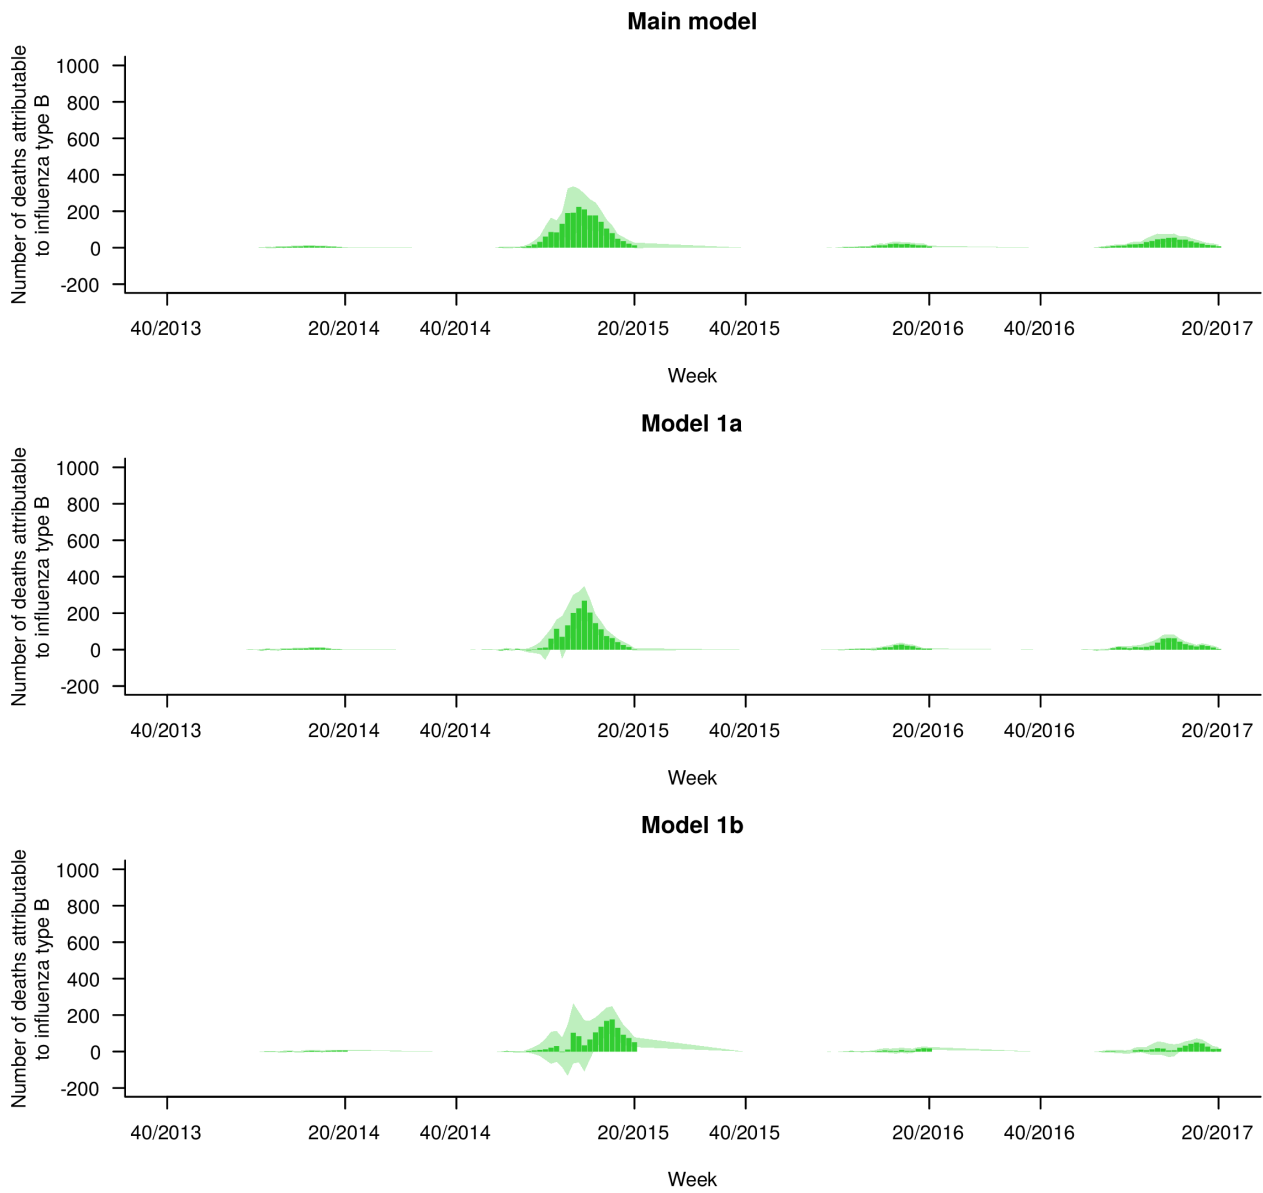 Main model
Number of deaths attributable
to influenza type B
1000
800
600
400
200
0
-200
40/2013 20/2014 40/2014 20/2015 40/2015 20/2016 40/2016 20/2017
Week
Model 1a
Number of deaths attributable
to influenza type B
1000
800
600
400
200
0
-200
40/2013 20/2014 40/2014 20/2015 40/2015 20/2016 40/2016 20/2017
Week
Model 1b
Number of deaths attributable
to influenza type B
1000
800
600
400
200
0
-200
40/2013 20/2014 40/2014 20/2015 40/2015 20/2016 40/2016 20/2017
Week